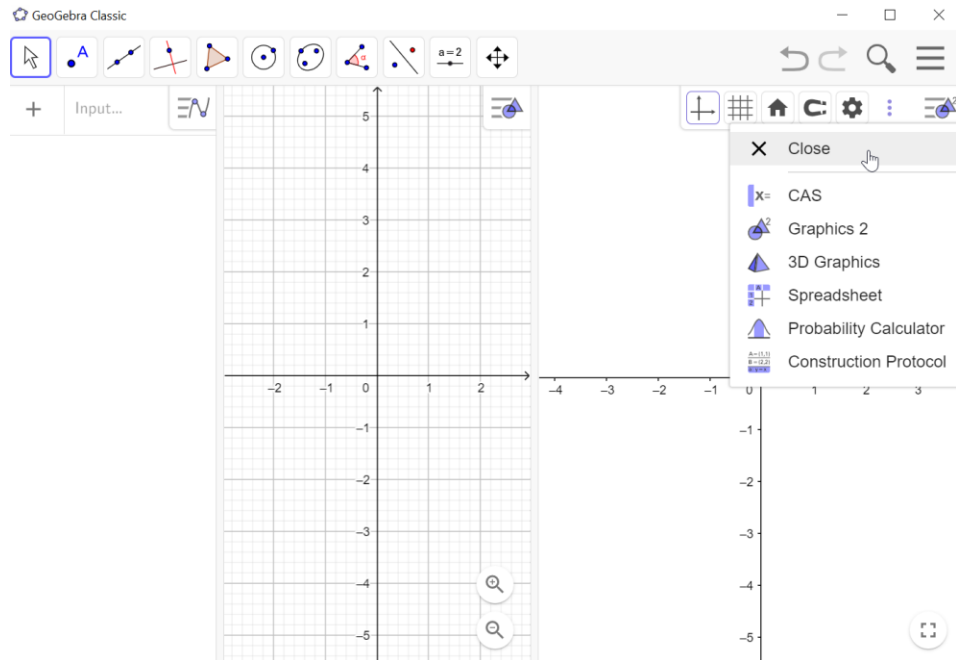 GeoGebra Classic
A
α
a=2
+ Input...
5
4
3
2
1
–2 –1 0 1 2
–1
–2
–3
–4
–5
2
Close
x= CAS
2 Graphics 2
3D Graphics
Spreadsheet
Probability Calculator
Construction Protocol
–4 –3 –2 –1 0 1 2 3
–1
–2
–3
–4
–5